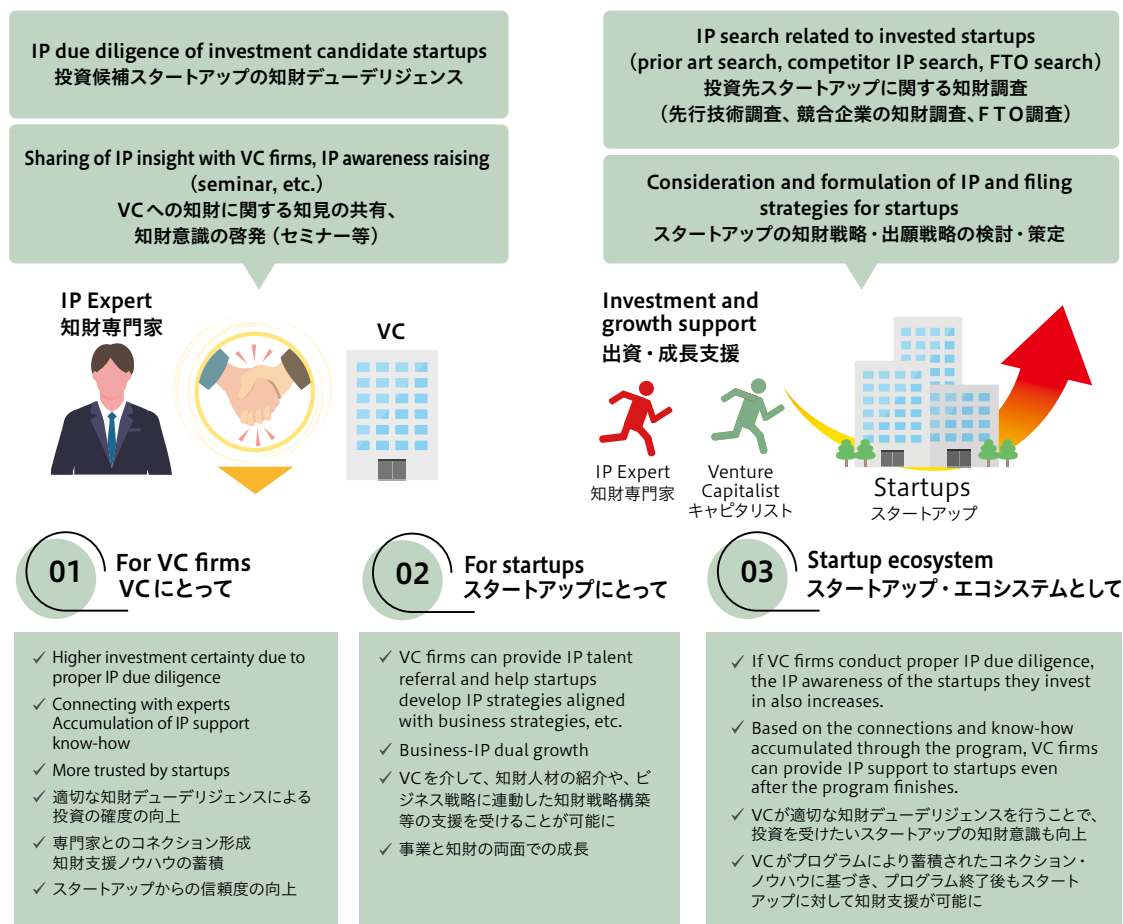 IP due diligence of investment candidate startups
投資候補スタートアップの知財デューデリジェンス
Sharing of IP insight with VC firms, IP awareness raising
(seminar, etc.)
VCへの知財に関する知見の共有、
知財意識の啓発（セミナー等）
IP search related to invested startups
(prior art search, competitor IP search, FTO search)
投資先スタートアップに関する知財調査
（先行技術調査、競合企業の知財調査、FTO調査）
Consideration and formulation of IP and filing
strategies for startups
スタートアップの知財戦略・出願戦略の検討・策定
IP Expert
知財専門家
VC
Investment and
growth support
出資・成長支援
IP Expert
知財専門家
Venture
Capitalist
キャピタリスト
Startups
スタートアップ
01
For VC firms
VCにとって
✓ Higher investment certainty due to
proper IP due diligence
✓ Connecting with experts
Accumulation of IP support
know-how
✓ More trusted by startups
✓ 適切な知財デューデリジェンスによる
投資の確度の向上
✓ 専門家とのコネクション形成
知財支援ノウハウの蓄積
✓ スタートアップからの信頼度の向上
02
For startups
スタートアップにとって
✓ VC firms can provide IP talent
referral and help startups
develop IP strategies aligned
with business strategies, etc.
✓ Business-IP dual growth
✓ VCを介して、知財人材の紹介や、ビ
ジネス戦略に連動した知財戦略構築
等の支援を受けることが可能に
✓ 事業と知財の両面での成長
03
Startup ecosystem
スタートアップ・エコシステムとして
✓ If VC firms conduct proper IP due diligence,
the IP awareness of the startups they invest
in also increases.
✓ Based on the connections and know-how
accumulated through the program, VC firms
can provide IP support to startups even
after the program finishes.
✓ VCが適切な知財デューデリジェンスを行うことで、
投資を受けたいスタートアップの知財意識も向上
✓ VCがプログラムにより蓄積されたコネクション・
ノウハウに基づき、プログラム終了後もスタート
アップに対して知財支援が可能に